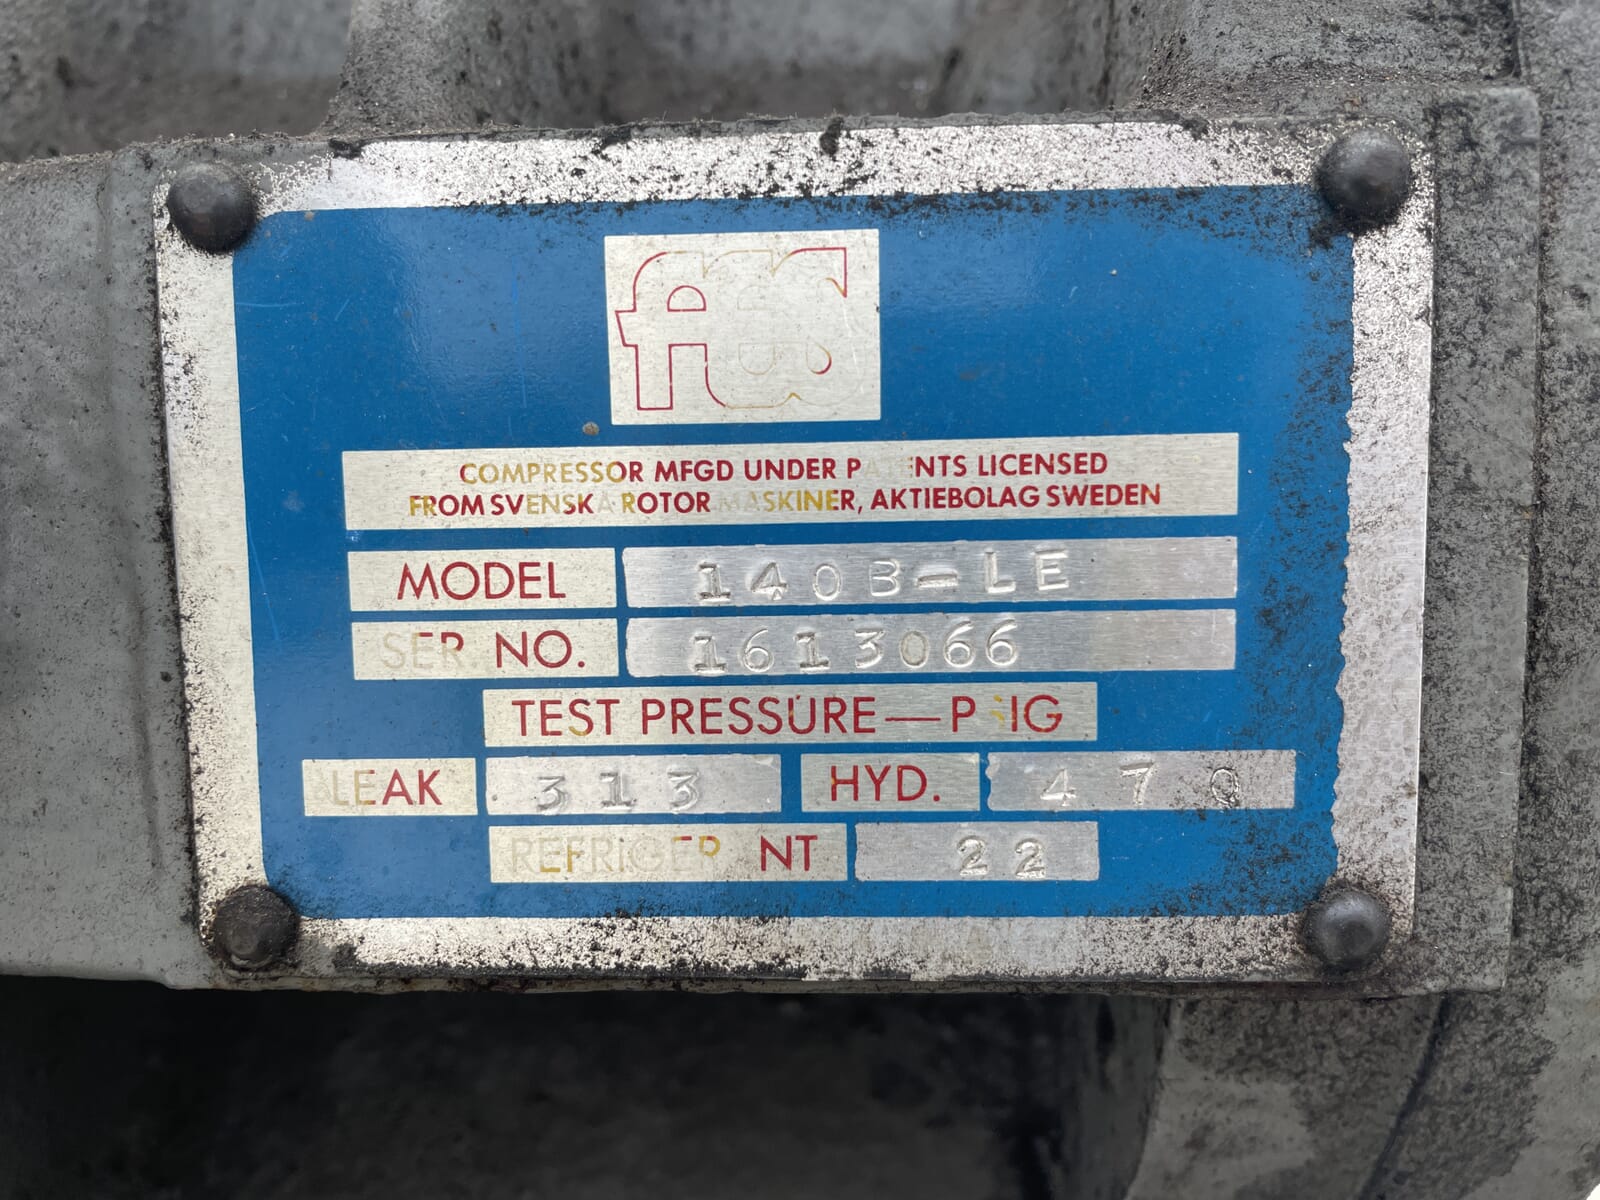 FES
COMPRESSOR MFGD UNDER PATENTS LICENSED
FROM SVENSKA ROTOR MASKINER, AKTIEBOLAG SWEDEN
MODEL 140B-LE
SER. NO. 1613066
TEST PRESSURE—PSIG
LEAK 313 HYD. 470
REFRIGERANT 22